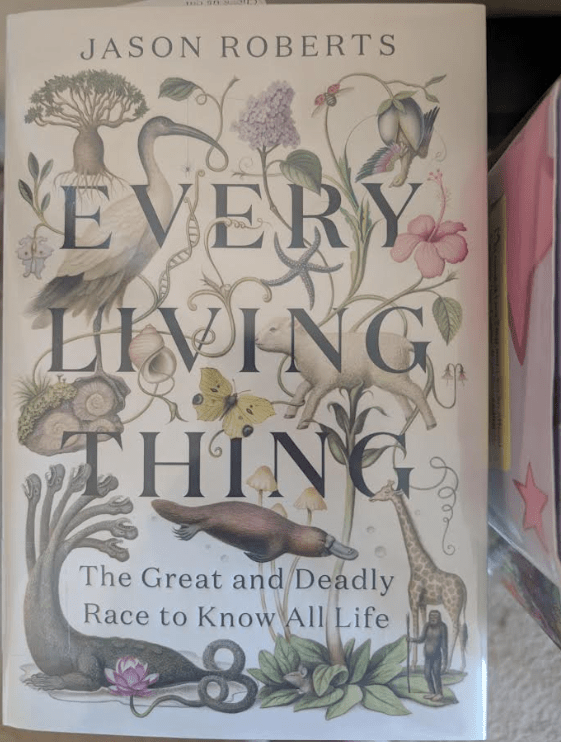 JASON ROBERTS
EVERY
LIVING
THING
The Great and Deadly
Race to Know All Life